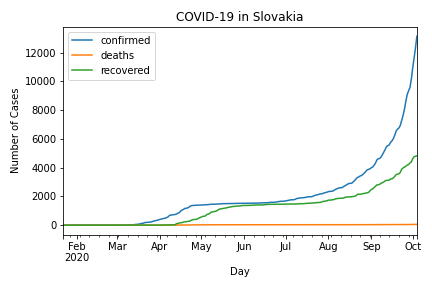 COVID-19 in Slovakia
confirmed
deaths
recovered
Number of Cases
12000
10000
8000
6000
4000
2000
0
Feb Mar Apr May Jun Jul Aug Sep Oct
2020
Day